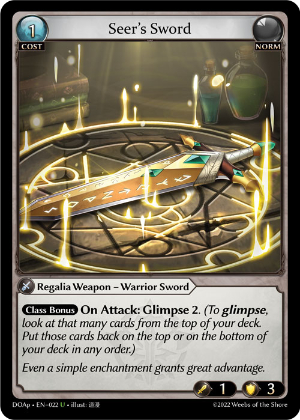 Seer's Sword
1
COST
NORM
Regalia Weapon – Warrior Sword
Class Bonus On Attack: Glimpse 2. (To glimpse,
look at that many cards from the top of your deck.
Put those cards back on the top or on the bottom of
your deck in any order.)
Even a simple enchantment grants great advantage.
1
3
DOAp • EN-022 U • illust:
©2022 Weebs of the Shore